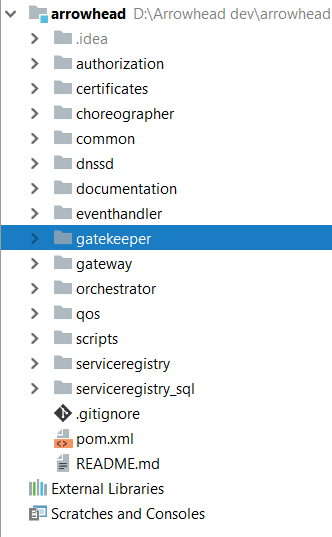 arrowhead D:\Arrowhead dev\arrowhead
.idea
authorization
certificates
choreographer
common
dnssd
documentation
eventhandler
gatekeeper
gateway
orchestrator
qos
scripts
serviceregistry
serviceregistry_sql
.gitignore
pom.xml
README.md
External Libraries
Scratches and Consoles